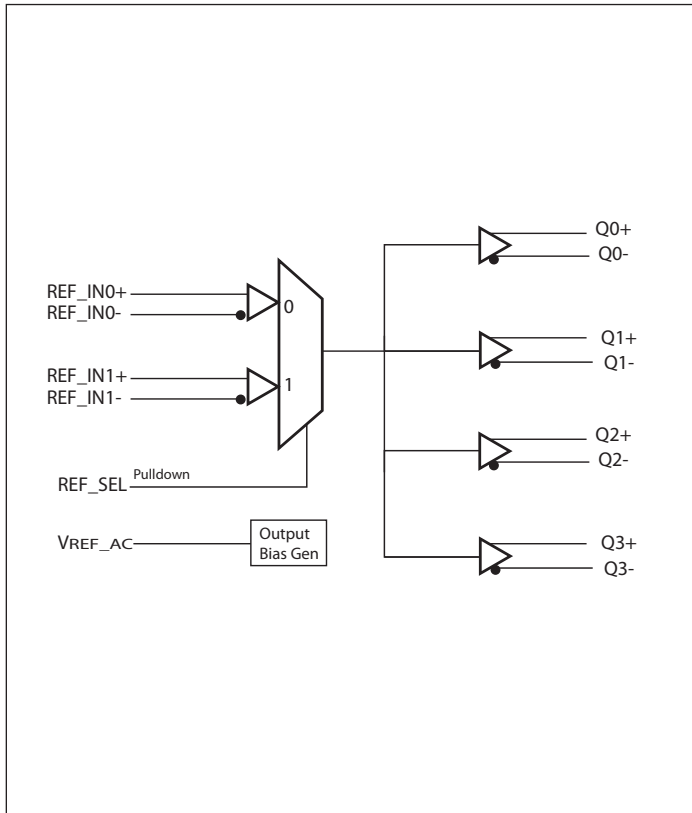 Q0+
Q0-
REF_IN0+
REF_IN0-
0
Q1+
Q1-
REF_IN1+
REF_IN1-
1
Q2+
Q2-
REF_SEL Pulldown
VREF_AC
Output
Bias Gen
Q3+
Q3-